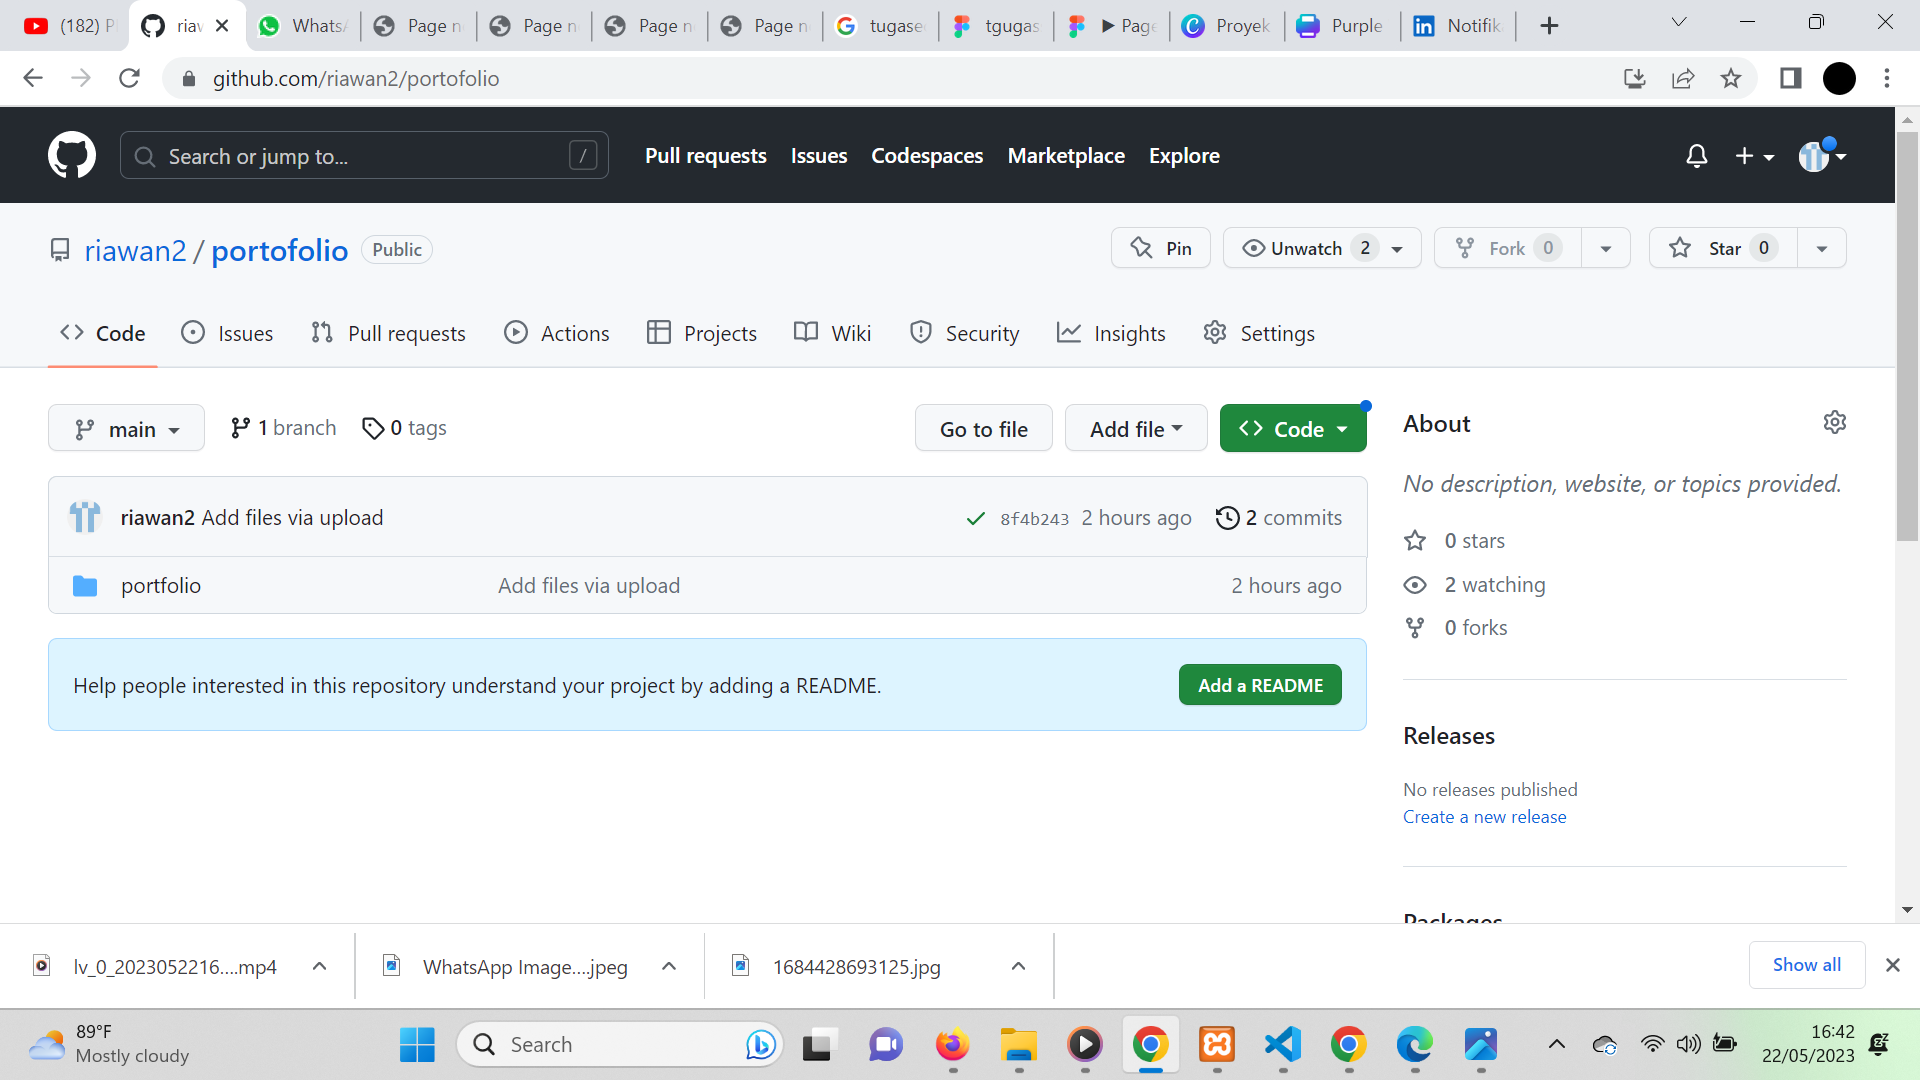 (182) P
riaw
WhatsA
Page n
Page n
Page n
Page n
tugase
tgugas
Page
Proyek
Purple
Notifik
github.com/riawan2/portofolio
Search or jump to...
/
Pull requests
Issues
Codespaces
Marketplace
Explore
riawan2 / portofolio
Public
Pin
Unwatch 2
Fork 0
Star 0
Code
Issues
Pull requests
Actions
Projects
Wiki
Security
Insights
Settings
main
1 branch
0 tags
Go to file
Add file
Code
riawan2 Add files via upload
8f4b243 2 hours ago
2 commits
portfolio
Add files via upload
2 hours ago
Help people interested in this repository understand your project by adding a README.
Add a README
About
No description, website, or topics provided.
0 stars
2 watching
0 forks
Releases
No releases published
Create a new release
Packages
lv_0_2023052216....mp4
WhatsApp Image....jpeg
1684428693125.jpg
Show all
89°F
Mostly cloudy
Search
16:42
22/05/2023